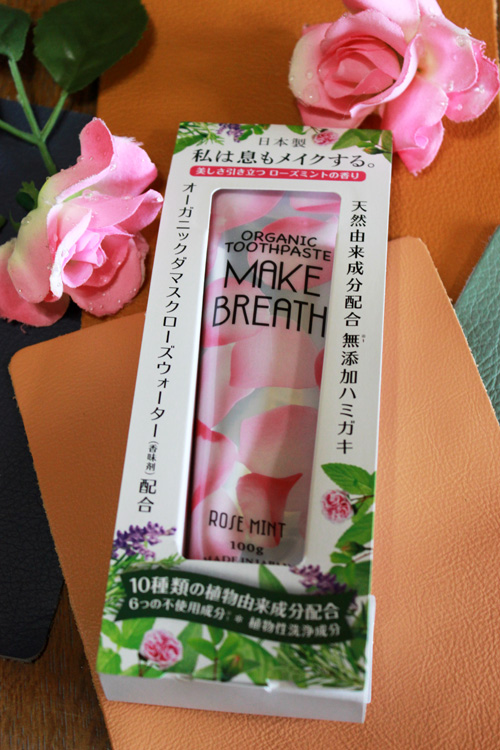 日本製
私は息もメイクする。
美しさ引き立つ ローズミントの香り
天然由来成分配合 無添加ハミガキ
オーガニックダマスクローズウォーター(香味剤)配合
ORGANIC
TOOTHPASTE
MAKE
BREATH
ROSE MINT
100g
10種類の植物由来成分配合
6つの不使用成分 * 植物性洗浄成分